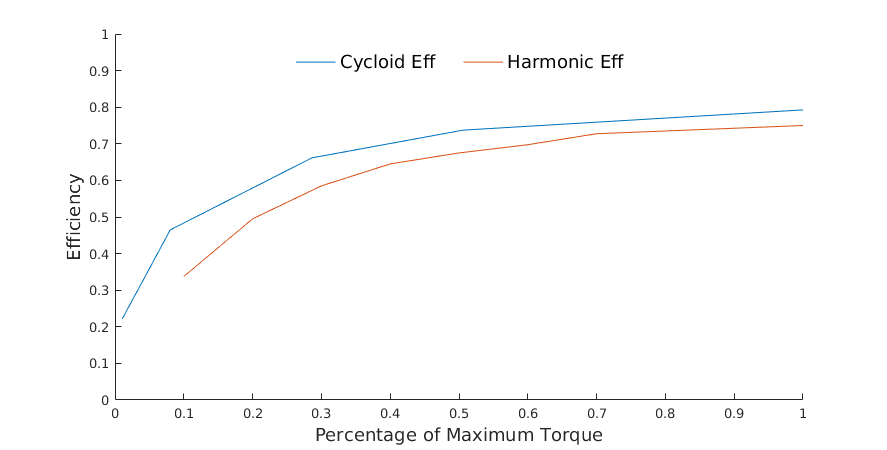 Cycloid Eff Harmonic Eff
1
0.9
0.8
0.7
0.6
0.5
0.4
0.3
0.2
0.1
0
Efficiency
0 0.1 0.2 0.3 0.4 0.5 0.6 0.7 0.8 0.9 1
Percentage of Maximum Torque